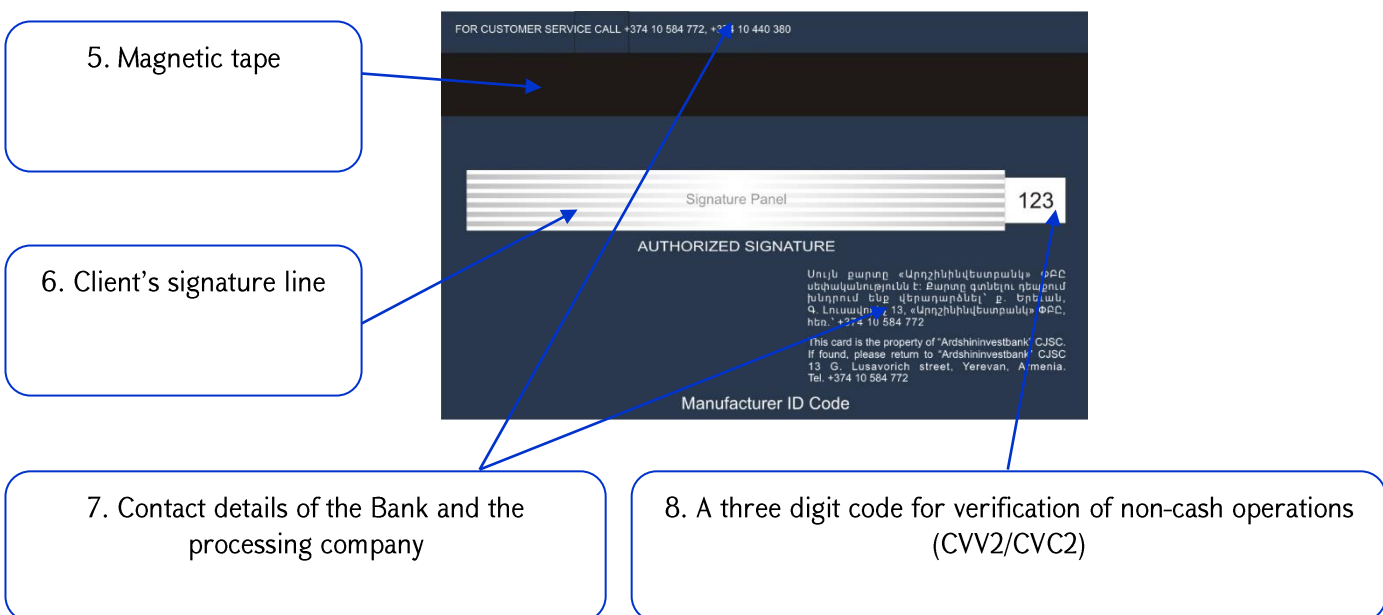 5. Magnetic tape
FOR CUSTOMER SERVICE CALL +374 10 584 772, +374 10 440 380
Signature Panel
123
AUTHORIZED SIGNATURE
6. Client's signature line
Սույն քարտը «Արդշինինվեստբանկ» ՓԲԸ
սեփականությունն է: Քարտը գտնելու դեպքում
խնդրում ենք վերադարձնել՝ ք. Երեւան,
Գ. Լուսավորիչ 13, «Արդշինինվեստբանկ» ՓԲԸ,
հեռ.՝ +374 10 584 772
This card is the property of "Ardshininvestbank" CJSC.
If found, please return to "Ardshininvestbank" CJSC
13 G. Lusavorich street, Yerevan, Armenia.
Tel. +374 10 584 772
Manufacturer ID Code
7. Contact details of the Bank and the
processing company
8. A three digit code for verification of non-cash operations
(CVV2/CVC2)